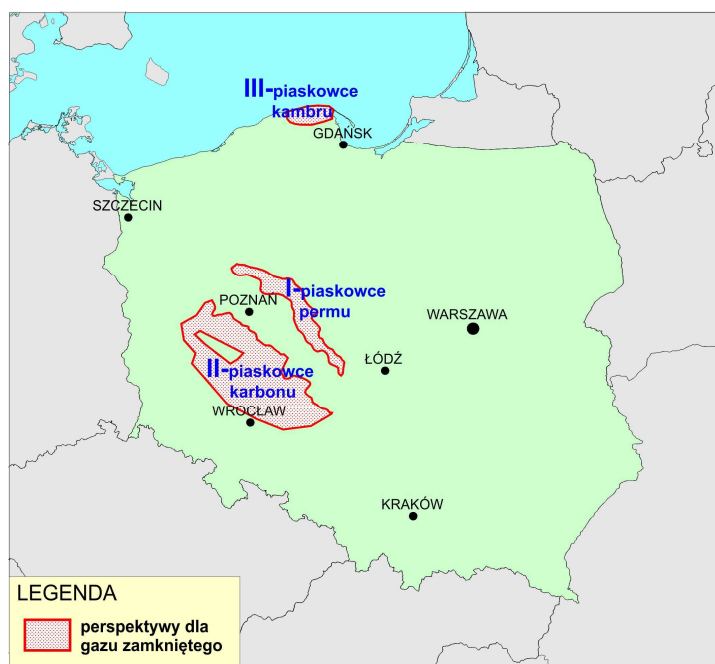 III-piaskowce
kambru
GDAŃSK
SZCZECIN
I-piaskowce
permu
POZNAŃ
WARSZAWA
ŁÓDŹ
II-piaskowce
karbonu
WROCŁAW
KRAKÓW
LEGENDA
perspektywy dla
gazu zamkniętego